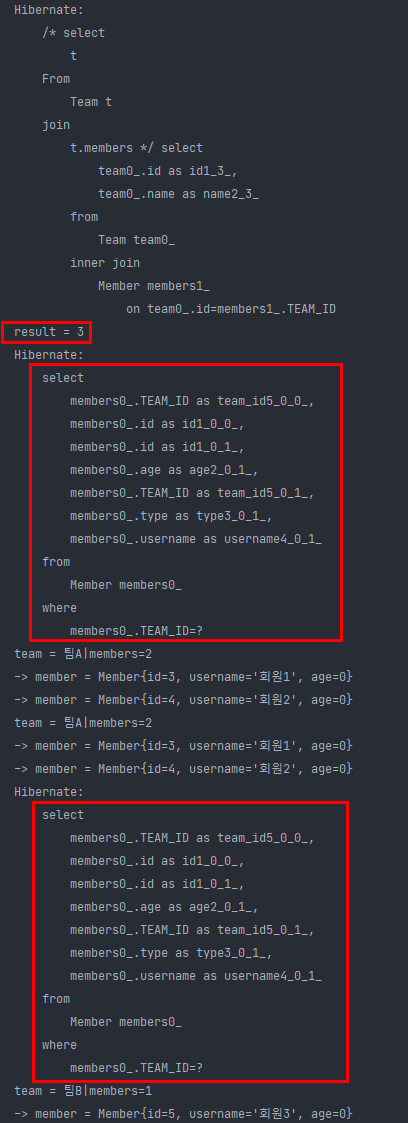 Hibernate:
/* select
t
From
Team t
join
t.members */ select
team0_.id as id1_3_,
team0_.name as name2_3_
from
Team team0_
inner join
Member members1_
on team0_.id=members1_.TEAM_ID
result = 3
Hibernate:
select
members0_.TEAM_ID as team_id5_0_0_,
members0_.id as id1_0_0_,
members0_.id as id1_0_1_,
members0_.age as age2_0_1_,
members0_.TEAM_ID as team_id5_0_1_,
members0_.type as type3_0_1_,
members0_.username as username4_0_1_
from
Member members0_
where
members0_.TEAM_ID=?
team = 팀A|members=2
-> member = Member{id=3, username='회원1', age=0}
-> member = Member{id=4, username='회원2', age=0}
team = 팀A|members=2
-> member = Member{id=3, username='회원1', age=0}
-> member = Member{id=4, username='회원2', age=0}
Hibernate:
select
members0_.TEAM_ID as team_id5_0_0_,
members0_.id as id1_0_0_,
members0_.id as id1_0_1_,
members0_.age as age2_0_1_,
members0_.TEAM_ID as team_id5_0_1_,
members0_.type as type3_0_1_,
members0_.username as username4_0_1_
from
Member members0_
where
members0_.TEAM_ID=?
team = 팀B|members=1
-> member = Member{id=5, username='회원3', age=0}